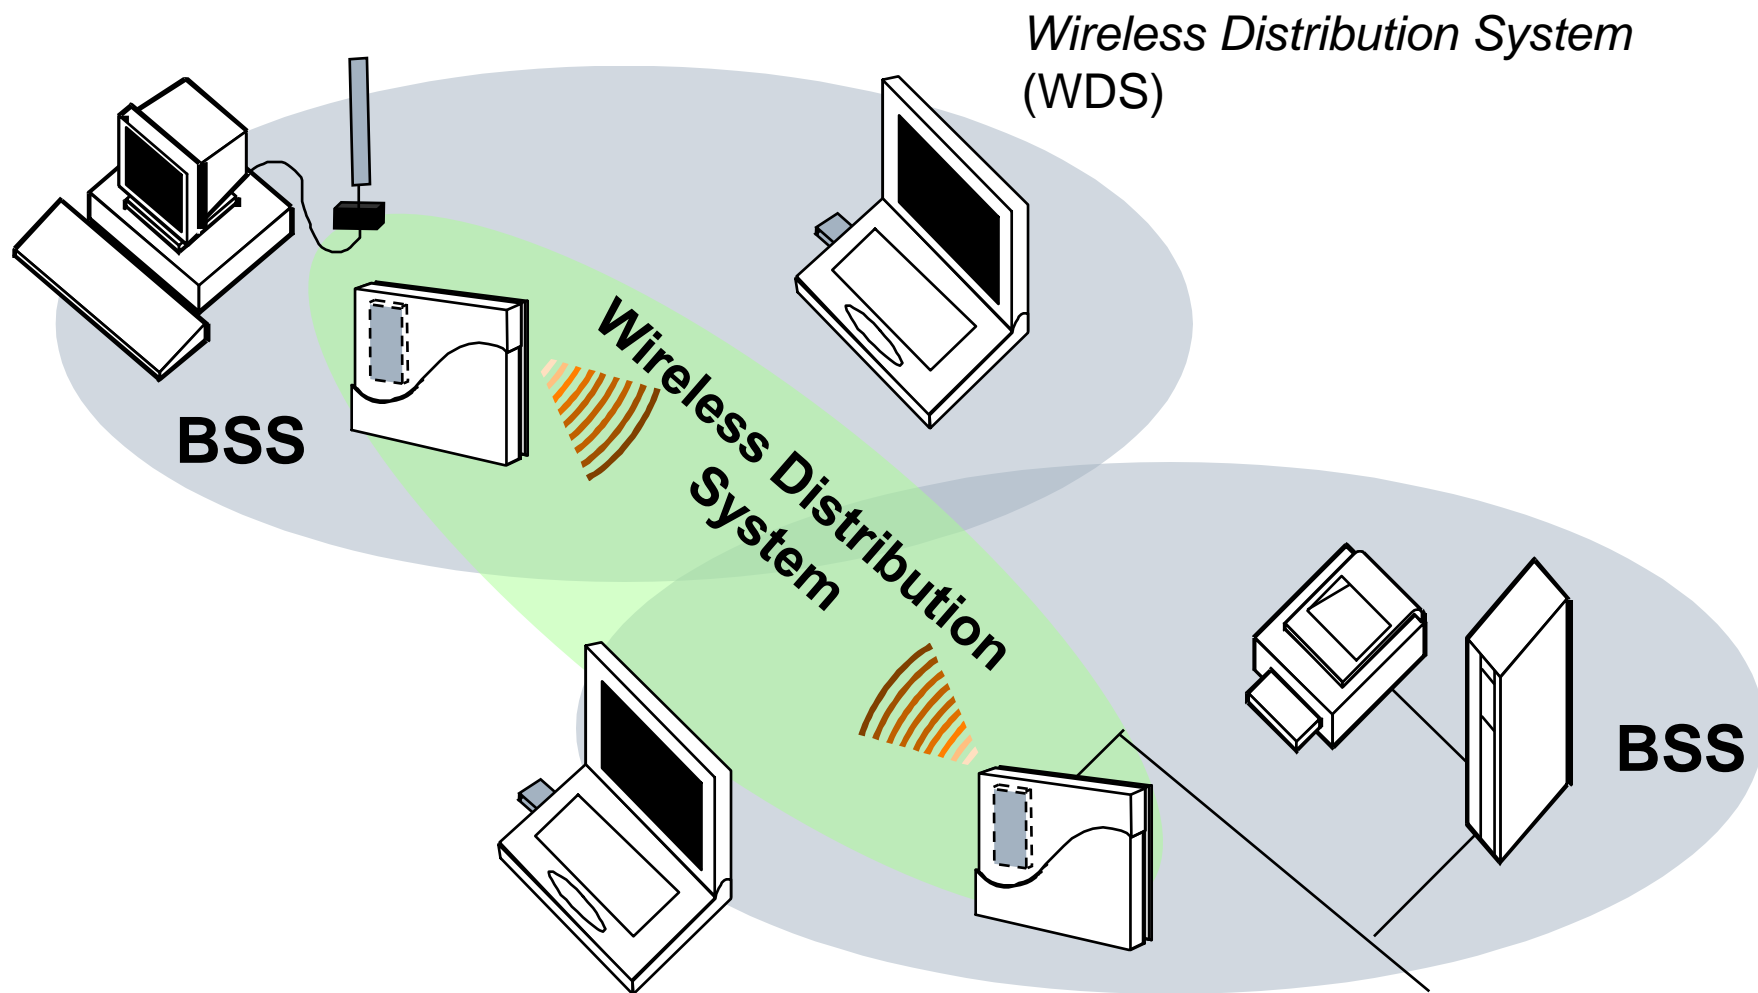 Wireless Distribution System
(WDS)
BSS
Wireless Distribution
System
BSS